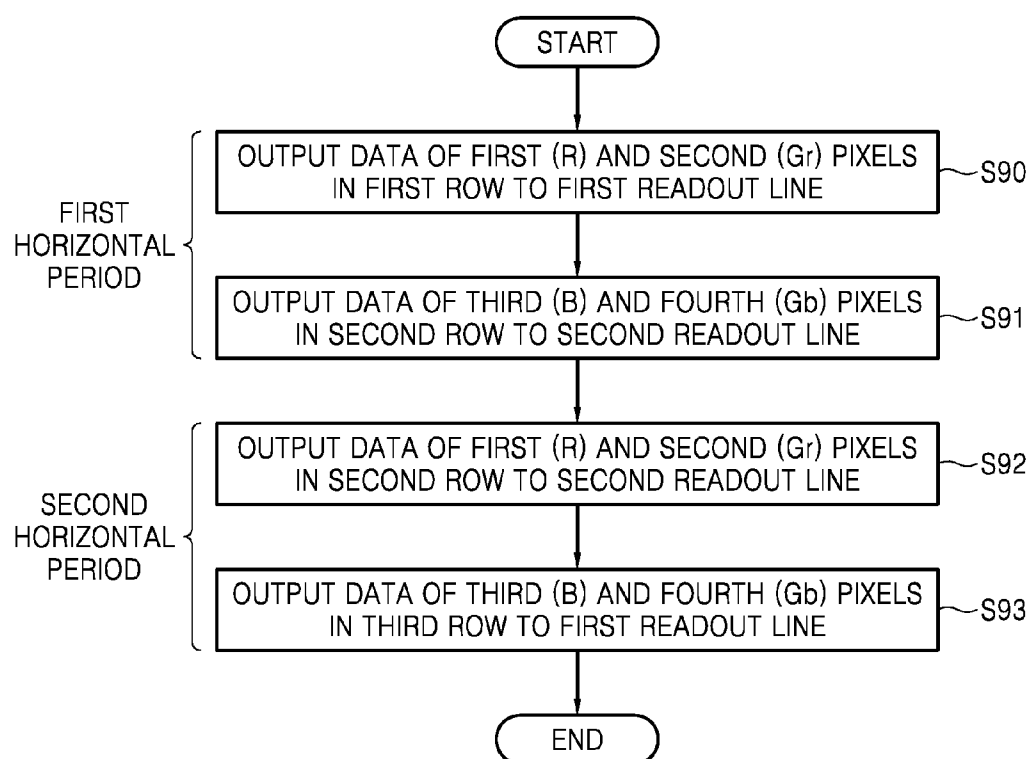 START
FIRST
HORIZONTAL
PERIOD
OUTPUT DATA OF FIRST (R) AND SECOND (Gr) PIXELS
IN FIRST ROW TO FIRST READOUT LINE
S90
OUTPUT DATA OF THIRD (B) AND FOURTH (Gb) PIXELS
IN SECOND ROW TO SECOND READOUT LINE
S91
SECOND
HORIZONTAL
PERIOD
OUTPUT DATA OF FIRST (R) AND SECOND (Gr) PIXELS
IN SECOND ROW TO SECOND READOUT LINE
S92
OUTPUT DATA OF THIRD (B) AND FOURTH (Gb) PIXELS
IN THIRD ROW TO FIRST READOUT LINE
S93
END